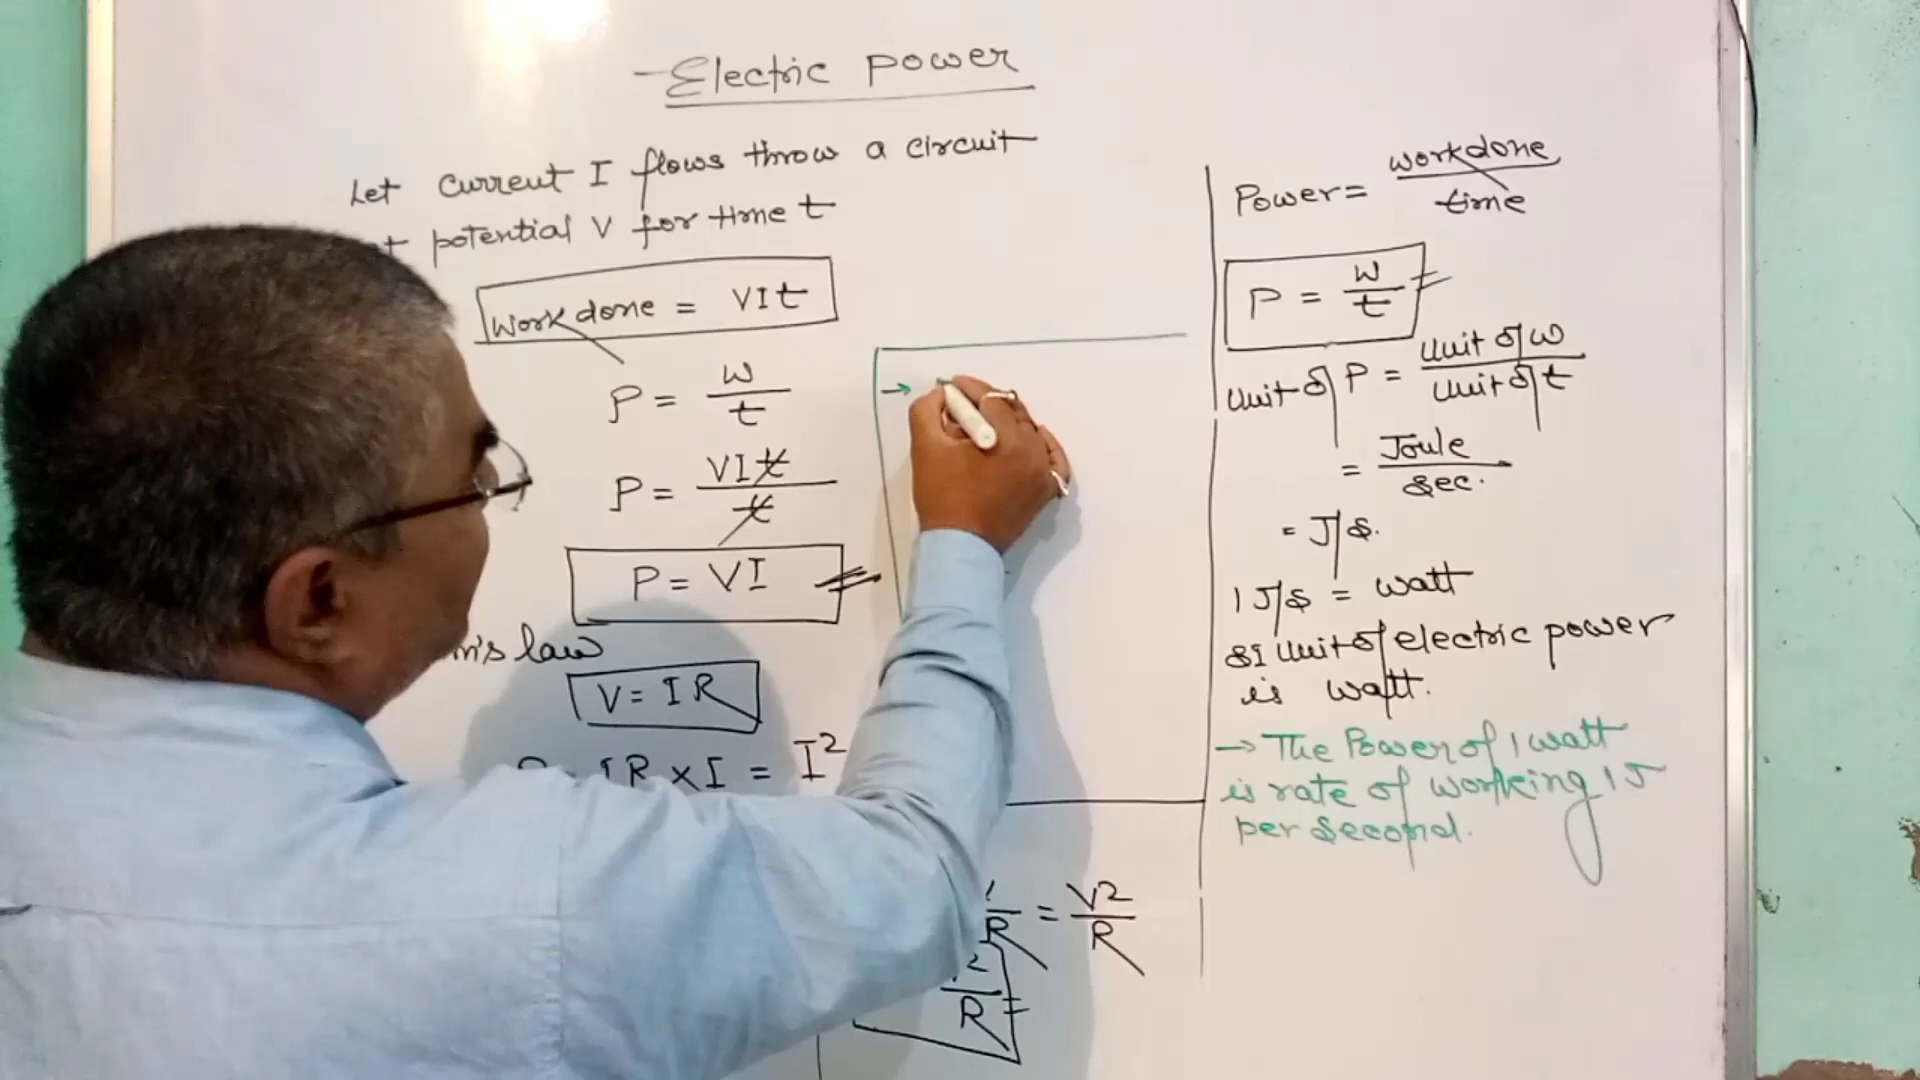 Electric power
Let current I flows throw a circuit
potential V for time t
Work done = VIt
P = W/t
P = VIt/t
P = VI
m's law
V = IR
IR × I = I²
R = V²/R
R =
Power = workdone/time
P = W/t
Unit of P = Unit of W/Unit of t
= Joule/sec.
= J/s.
1 J/s = watt
SI Unit of electric power
is watt.
→ The Power of 1 watt
is rate of working 1 J
per second.